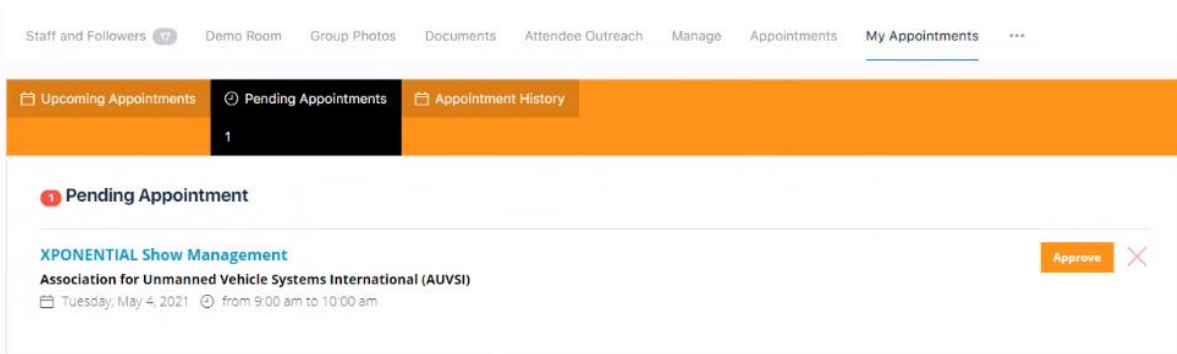 Staff and Followers 17 Demo Room Group Photos Documents Attendee Outreach Manage Appointments My Appointments ...
Upcoming Appointments Pending Appointments Appointment History
1
1 Pending Appointment
XPONENTIAL Show Management
Approve
Association for Unmanned Vehicle Systems International (AUVSI)
Tuesday, May 4, 2021 from 9:00 am to 10:00 am